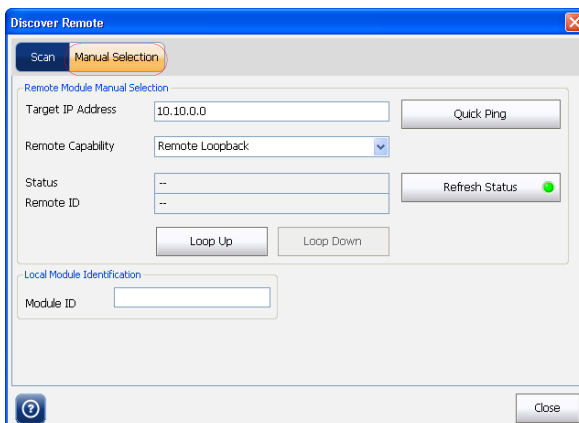 Discover Remote
Scan
Manual Selection
Remote Module Manual Selection
Target IP Address
10.10.0.0
Quick Ping
Remote Capability
Remote Loopback
Status
--
Refresh Status
Remote ID
--
Loop Up
Loop Down
Local Module Identification
Module ID
?
Close